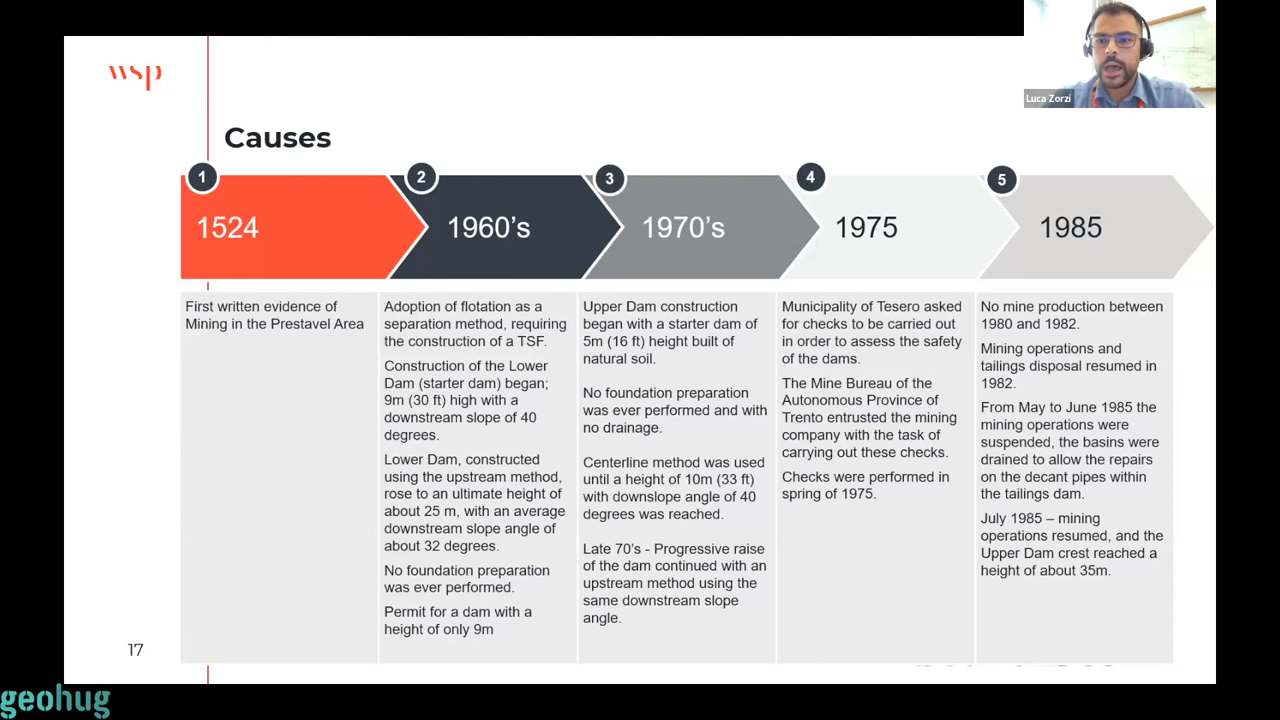 wsp
Luca Zorzi
Causes
1
2
3
4
5
1524
1960's
1970's
1975
1985
First written evidence of
Mining in the Prestavel Area
Adoption of flotation as a
separation method, requiring
the construction of a TSF.
Construction of the Lower
Dam (starter dam) began;
9m (30 ft) high with a
downstream slope of 40
degrees.
Lower Dam, constructed
using the upstream method,
rose to an ultimate height of
about 25 m, with an average
downstream slope angle of
about 32 degrees.
No foundation preparation
was ever performed.
Permit for a dam with a
height of only 9m
Upper Dam construction
began with a starter dam of
5m (16 ft) height built of
natural soil.
No foundation preparation
was ever performed and with
no drainage.
Centerline method was used
until a height of 10m (33 ft)
with downslope angle of 40
degrees was reached.
Late 70's - Progressive raise
of the dam continued with an
upstream method using the
same downstream slope
angle.
Municipality of Tesero asked
for checks to be carried out
in order to assess the safety
of the dams.
The Mine Bureau of the
Autonomous Province of
Trento entrusted the mining
company with the task of
carrying out these checks.
Checks were performed in
spring of 1975.
No mine production between
1980 and 1982.
Mining operations and
tailings disposal resumed in
1982.
From May to June 1985 the
mining operations were
suspended, the basins were
drained to allow the repairs
on the decant pipes within
the tailings dam.
July 1985 – mining
operations resumed, and the
Upper Dam crest reached a
height of about 35m.
17
geohug